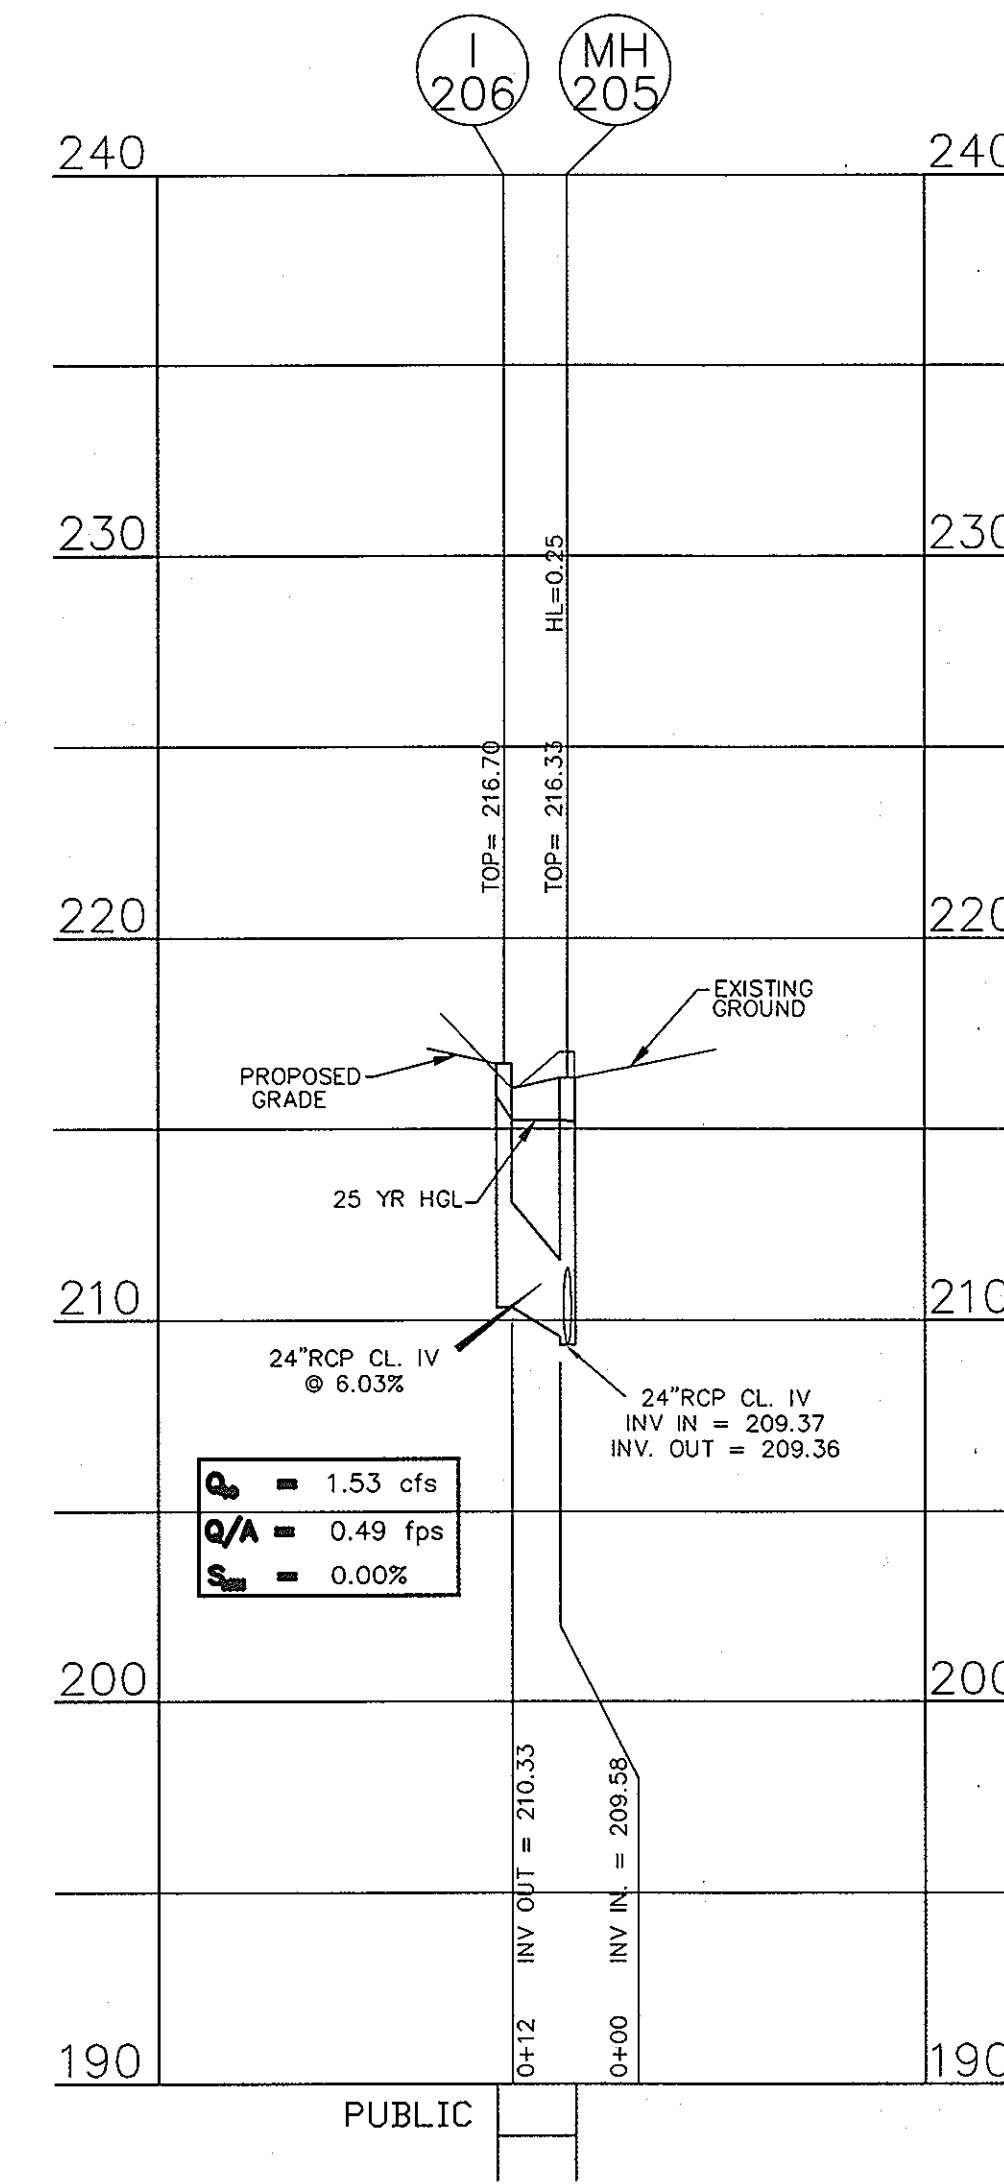 I
206
MH
205
240
240
230
230
HL=0.25
TOP= 216.70
TOP= 216.33
220
220
EXISTING
GROUND
PROPOSED
GRADE
25 YR HGL
210
210
24"RCP CL. IV
@ 6.03%
24"RCP CL. IV
INV IN = 209.37
INV. OUT = 209.36
= 1.53 cfs
Q/A = 0.49 fps
= 0.00%
200
200
0+12 INV OUT = 210.33
0+00 INV IN. = 209.58
190
190
PUBLIC